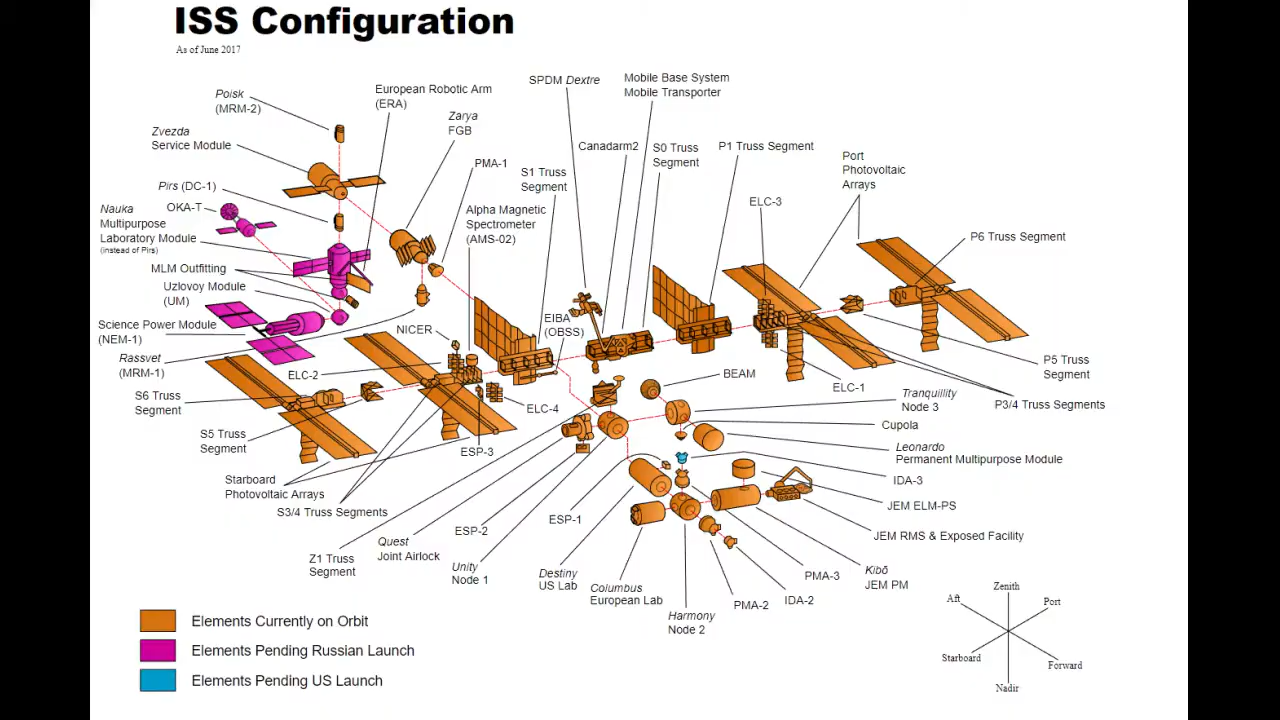 ISS Configuration
As of June 2017
SPDM Dextre
Mobile Base System
Mobile Transporter
European Robotic Arm
(ERA)
Poisk
(MRM-2)
Zarya
FGB
Zvezda
Service Module
Canadarm2
S0 Truss
Segment
P1 Truss Segment
Port
Photovoltaic
Arrays
PMA-1
S1 Truss
Segment
Pirs (DC-1)
ELC-3
OKA-T
Nauka
Multipurpose
Laboratory Module
(instead of Pirs)
Alpha Magnetic
Spectrometer
(AMS-02)
P6 Truss Segment
MLM Outfitting
Uzlovoy Module
(UM)
Science Power Module
(NEM-1)
NICER
EIBA
(OBSS)
Rassvet
(MRM-1)
ELC-2
BEAM
ELC-1
P5 Truss
Segment
S6 Truss
Segment
ELC-4
Tranquillity
Node 3
P3/4 Truss Segments
Cupola
S5 Truss
Segment
ESP-3
Leonardo
Permanent Multipurpose Module
Starboard
Photovoltaic Arrays
IDA-3
S3/4 Truss Segments
JEM ELM-PS
ESP-2
ESP-1
JEM RMS & Exposed Facility
Z1 Truss
Segment
Quest
Joint Airlock
Unity
Node 1
Destiny
US Lab
Columbus
European Lab
Harmony
Node 2
PMA-2
IDA-2
PMA-3
Kibō
JEM PM
Elements Currently on Orbit
Elements Pending Russian Launch
Elements Pending US Launch
Zenith
Aft
Port
Starboard
Forward
Nadir